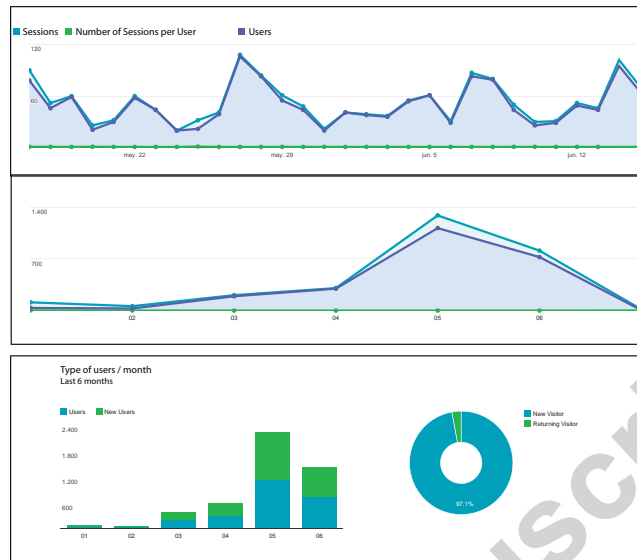 Sessions Number of Sessions per User Users
120
60
may. 22 may. 29 jun. 5 jun. 12
1.400
700
02 03 04 05 06
Type of users / month
Last 6 months
Users New Users
2.400
1.800
1.200
600
01 02 03 04 05 06
New Visitor
Returning Visitor
97.1%
uscri